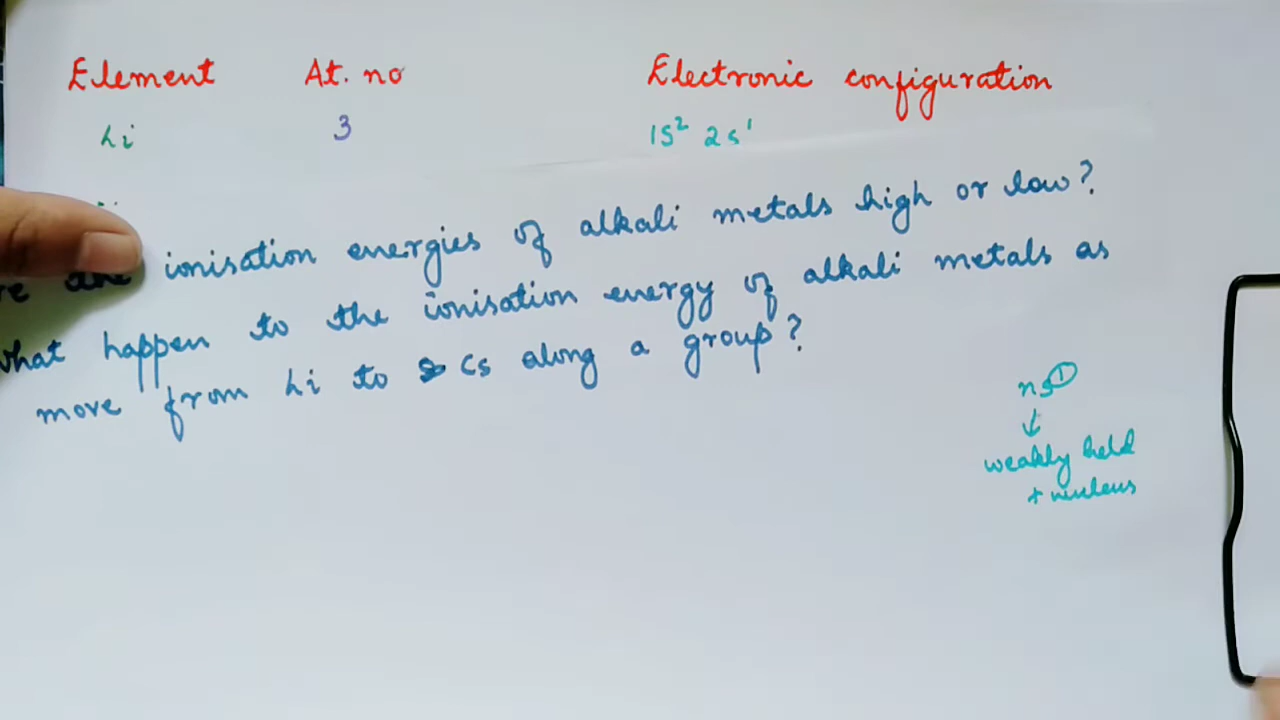 Element At. no Electronic configuration
Li 3 1s² 2s¹
ionisation energies of alkali metals high or low?
what happen to the ionisation energy of alkali metals as
move from Li to Cs along a group?
ns¹
↓
weakly held
+ nucleus